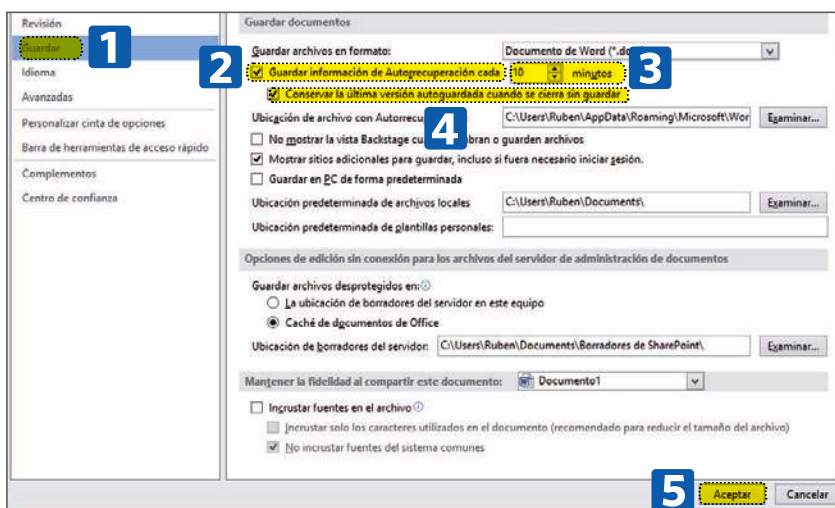 Revisión
Guardar
Idioma
Avanzadas
Personalizar cinta de opciones
Barra de herramientas de acceso rápido
Complementos
Centro de confianza
1
Guardar documentos
Guardar archivos en formato: Documento de Word (*.do
2 Guardar información de Autorrecuperación cada 10 minutos 3
Conservar la última versión autoguardada cuando se cierra sin guardar
4
Ubicación de archivo con Autorrecu C:\Users\Ruben\AppData\Roaming\Microsoft\Wor Examinar...
No mostrar la vista Backstage cu bran o guarden archivos
Mostrar sitios adicionales para guardar, incluso si fuera necesario iniciar sesión.
Guardar en PC de forma predeterminada
Ubicación predeterminada de archivos locales C:\Users\Ruben\Documents\ Examinar...
Ubicación predeterminada de plantillas personales:
Opciones de edición sin conexión para los archivos del servidor de administración de documentos
Guardar archivos desprotegidos en:
La ubicación de borradores del servidor en este equipo
Caché de documentos de Office
Ubicación de borradores del servidor: C:\Users\Ruben\Documents\Borradores de SharePoint\ Examinar...
Mantener la fidelidad al compartir este documento: Documento1
Incrustar fuentes en el archivo
Incrustar solo los caracteres utilizados en el documento (recomendado para reducir el tamaño del archivo)
No incrustar fuentes del sistema comunes
5 Aceptar Cancelar